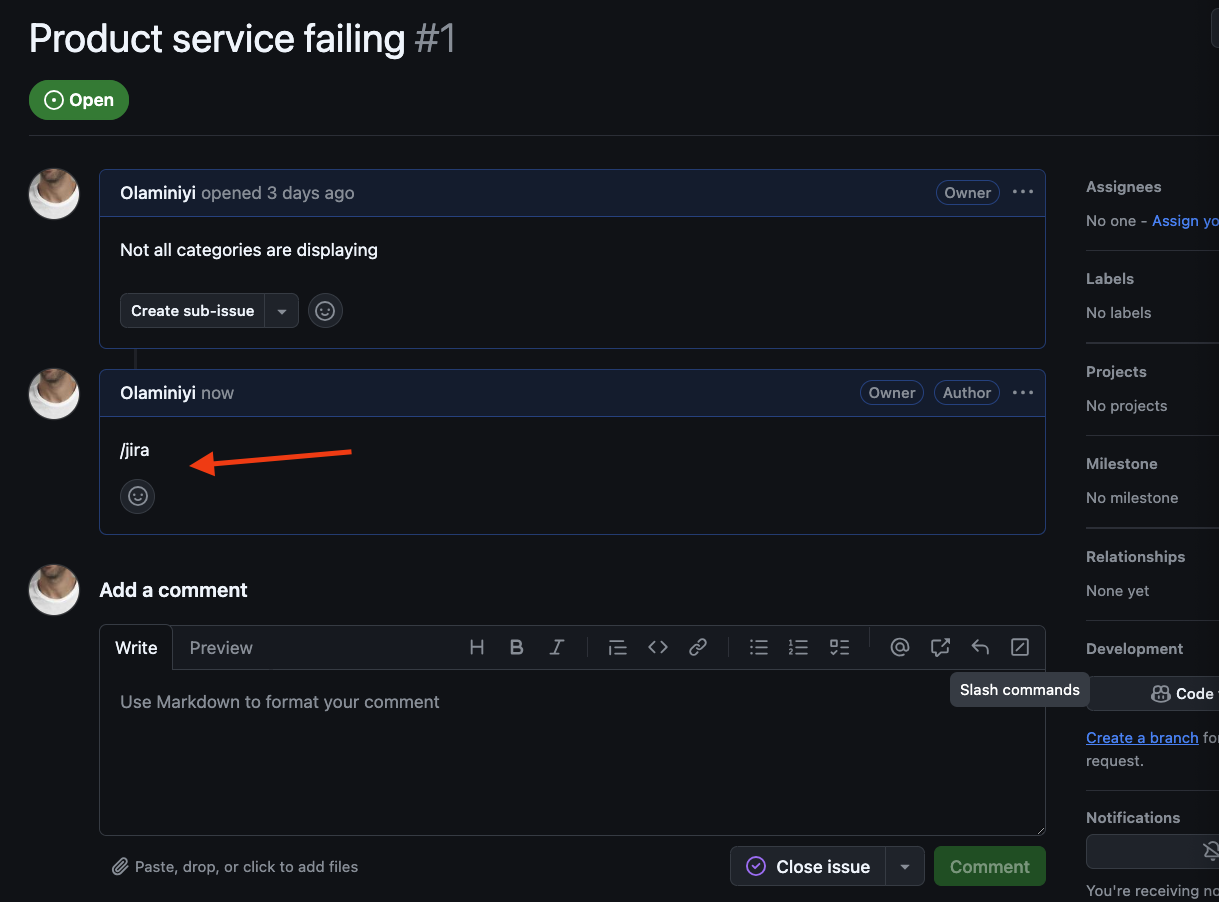 Product service failing #1
Open
Olaminiyi opened 3 days ago
Owner
Not all categories are displaying
Create sub-issue
Olaminiyi now
Owner
Author
/jira
Add a comment
Write
Preview
Slash commands
Use Markdown to format your comment
Paste, drop, or click to add files
Close issue
Comment
Assignees
No one - Assign yo
Labels
No labels
Projects
No projects
Milestone
No milestone
Relationships
None yet
Development
Code
Create a branch for
request.
Notifications
You're receiving no